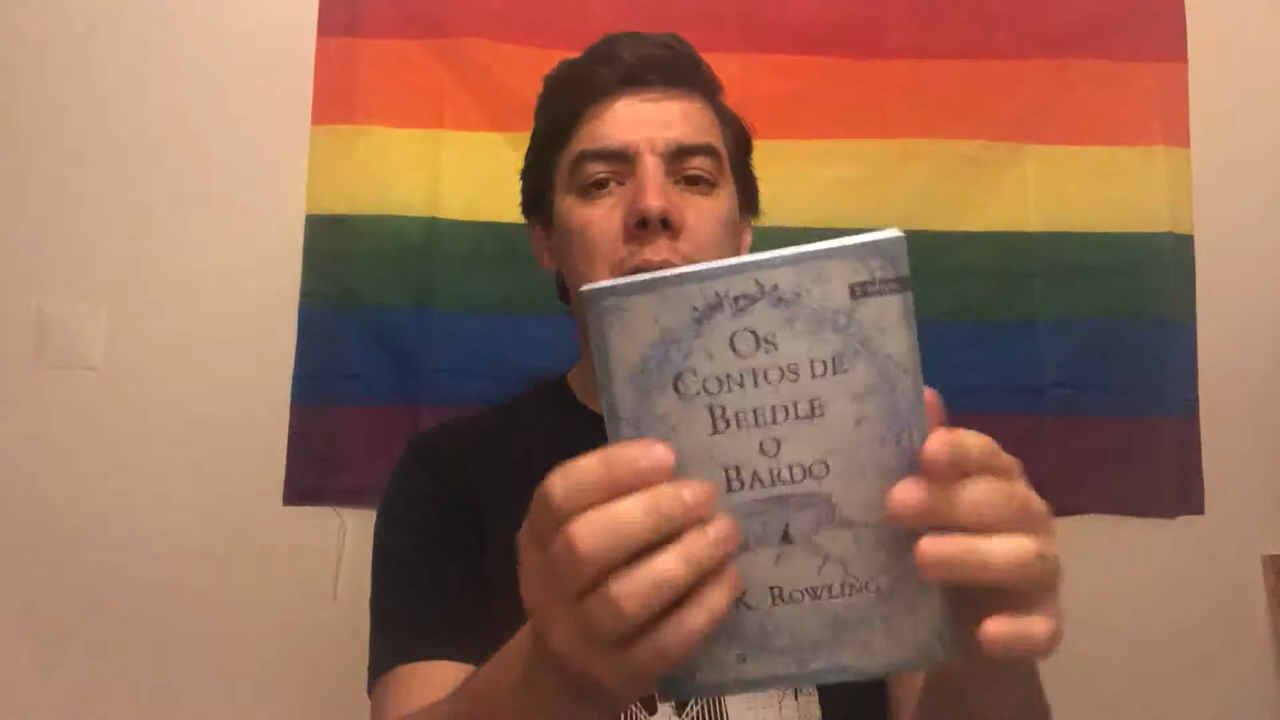 Os
Contos de
Beedle
o
Bardo
K. Rowling